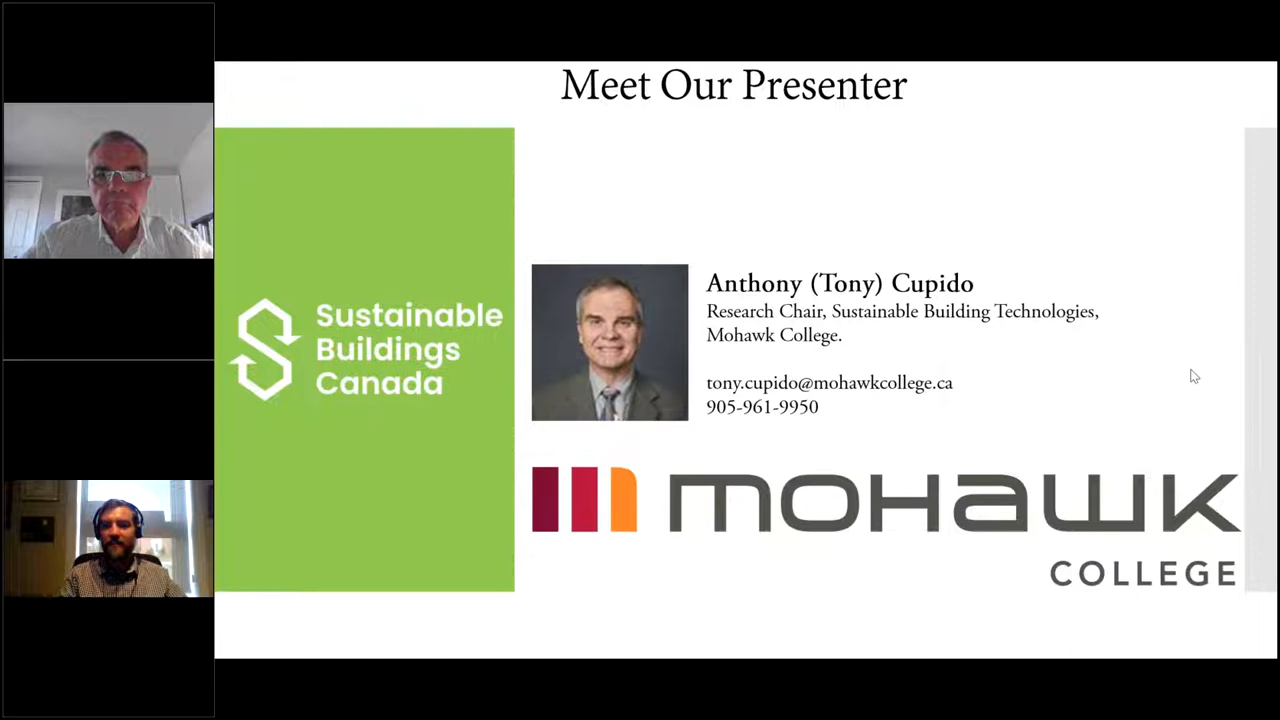 Meet Our Presenter
Sustainable
Buildings
Canada
Anthony (Tony) Cupido
Research Chair, Sustainable Building Technologies,
Mohawk College.
tony.cupido@mohawkcollege.ca
905-961-9950
mohawk
COLLEGE